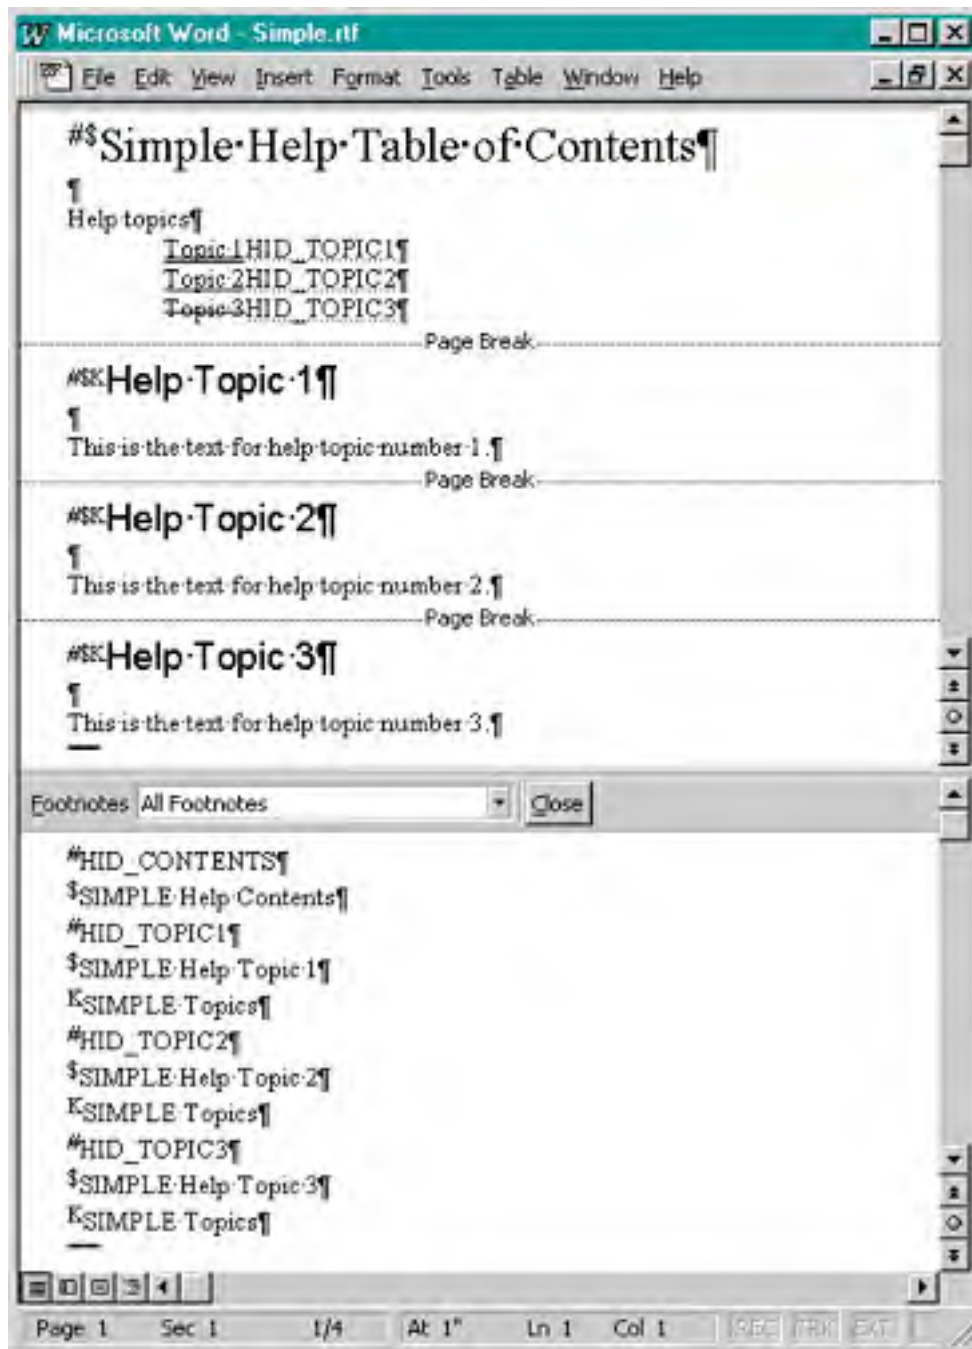 Microsoft Word - Simple.rtf
File Edit View Insert Format Tools Table Window Help
#$Simple·Help·Table·of·Contents¶
¶
Help·topics¶
Topic·1HID_TOPIC1¶
Topic·2HID_TOPIC2¶
Topic·3HID_TOPIC3¶
Page Break
#$KHelp·Topic·1¶
¶
This·is·the·text·for·help·topic·number·1.¶
Page Break
#$KHelp·Topic·2¶
¶
This·is·the·text·for·help·topic·number·2.¶
Page Break
#$KHelp·Topic·3¶
¶
This·is·the·text·for·help·topic·number·3.¶
Footnotes All Footnotes Close
#HID_CONTENTS¶
$SIMPLE·Help·Contents¶
#HID_TOPIC1¶
$SIMPLE·Help·Topic·1¶
KSIMPLE·Topics¶
#HID_TOPIC2¶
$SIMPLE·Help·Topic·2¶
KSIMPLE·Topics¶
#HID_TOPIC3¶
$SIMPLE·Help·Topic·3¶
KSIMPLE·Topics¶
Page 1 Sec 1 1/4 At 1" Ln 1 Col 1 REC TRK EXT